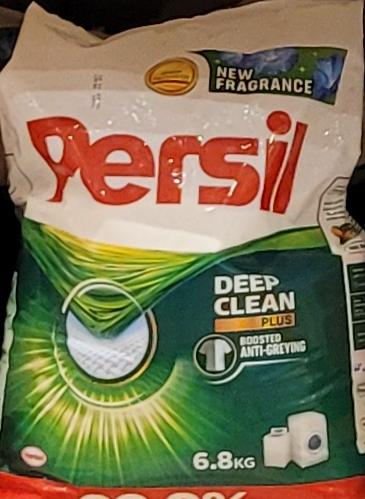 NEW
FRAGRANCE
Persil
DEEP
CLEAN
PLUS
BOOSTED
ANTI-GREYING
6.8KG